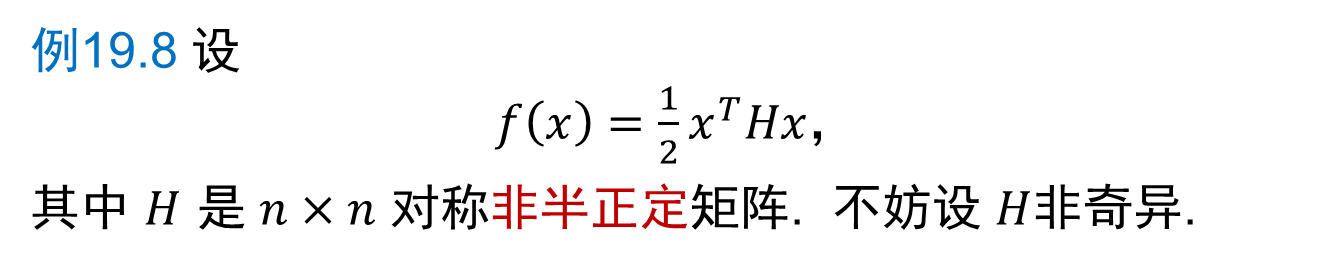 例19.8 设
f(x) = 1/2 x^T Hx,
其中 H 是 n × n 对称非半正定矩阵. 不妨设 H非奇异.